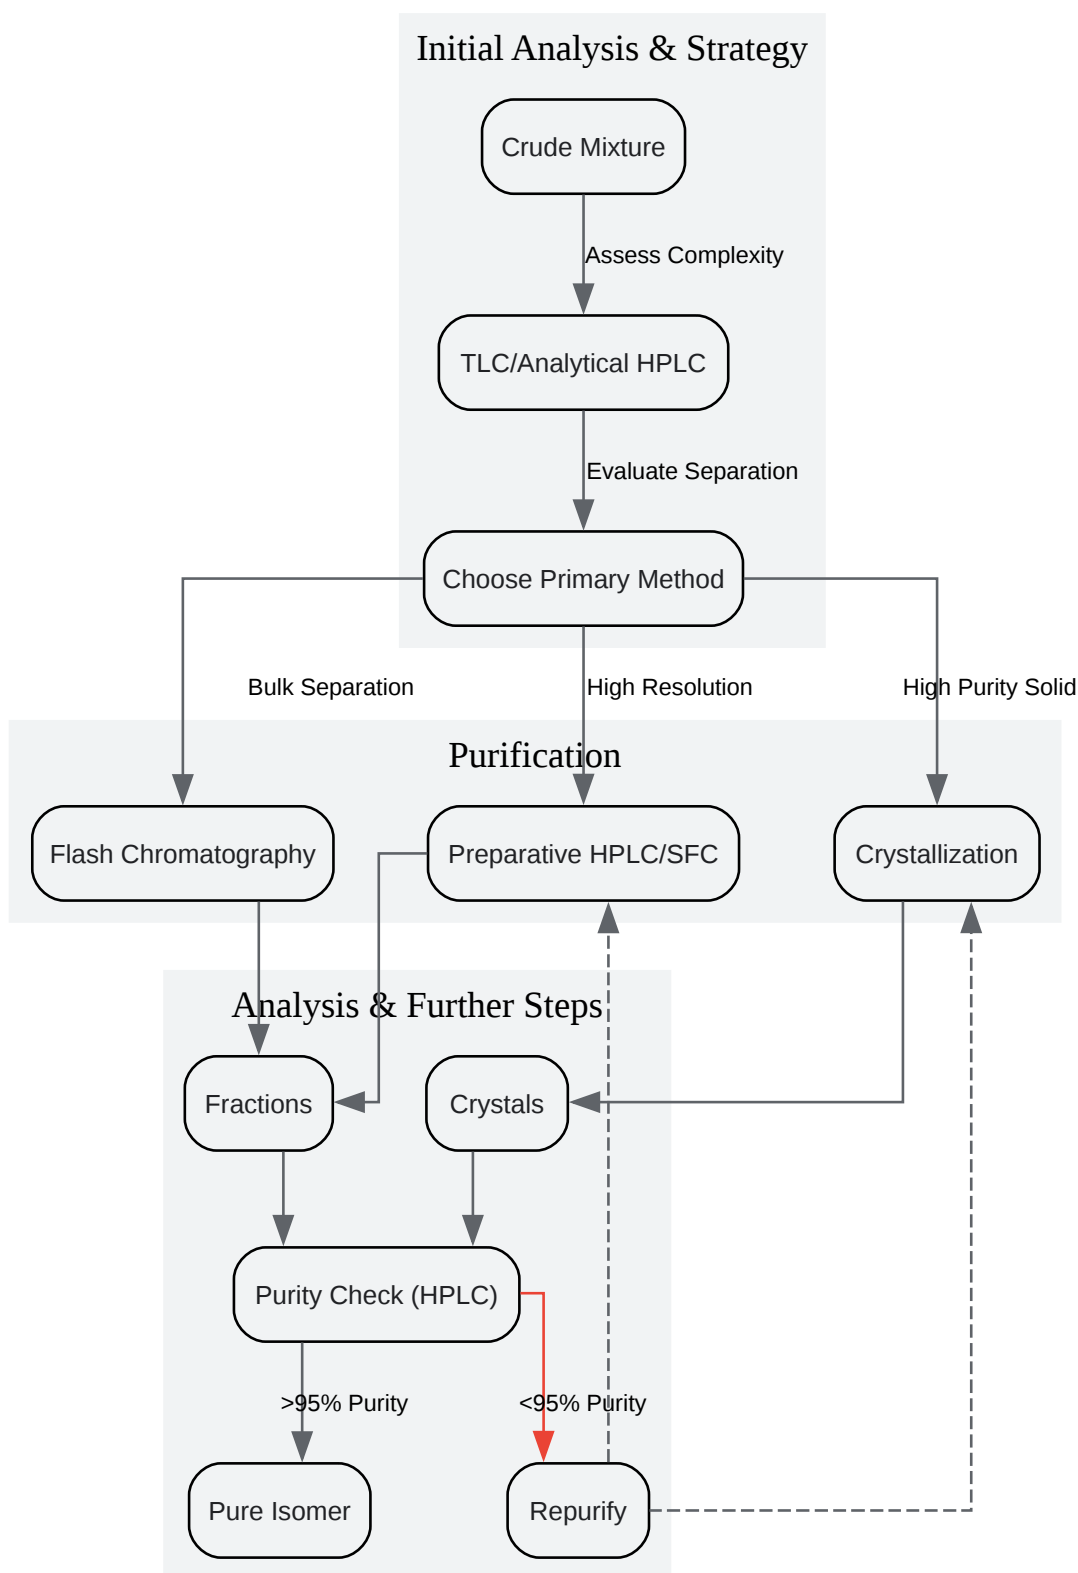 Initial Analysis & Strategy
Crude Mixture
Assess Complexity
TLC/Analytical HPLC
Evaluate Separation
Choose Primary Method
Bulk Separation
High Resolution
High Purity Solid
Purification
Flash Chromatography
Preparative HPLC/SFC
Crystallization
Analysis & Further Steps
Fractions
Crystals
Purity Check (HPLC)
>95% Purity
<95% Purity
Pure Isomer
Repurify